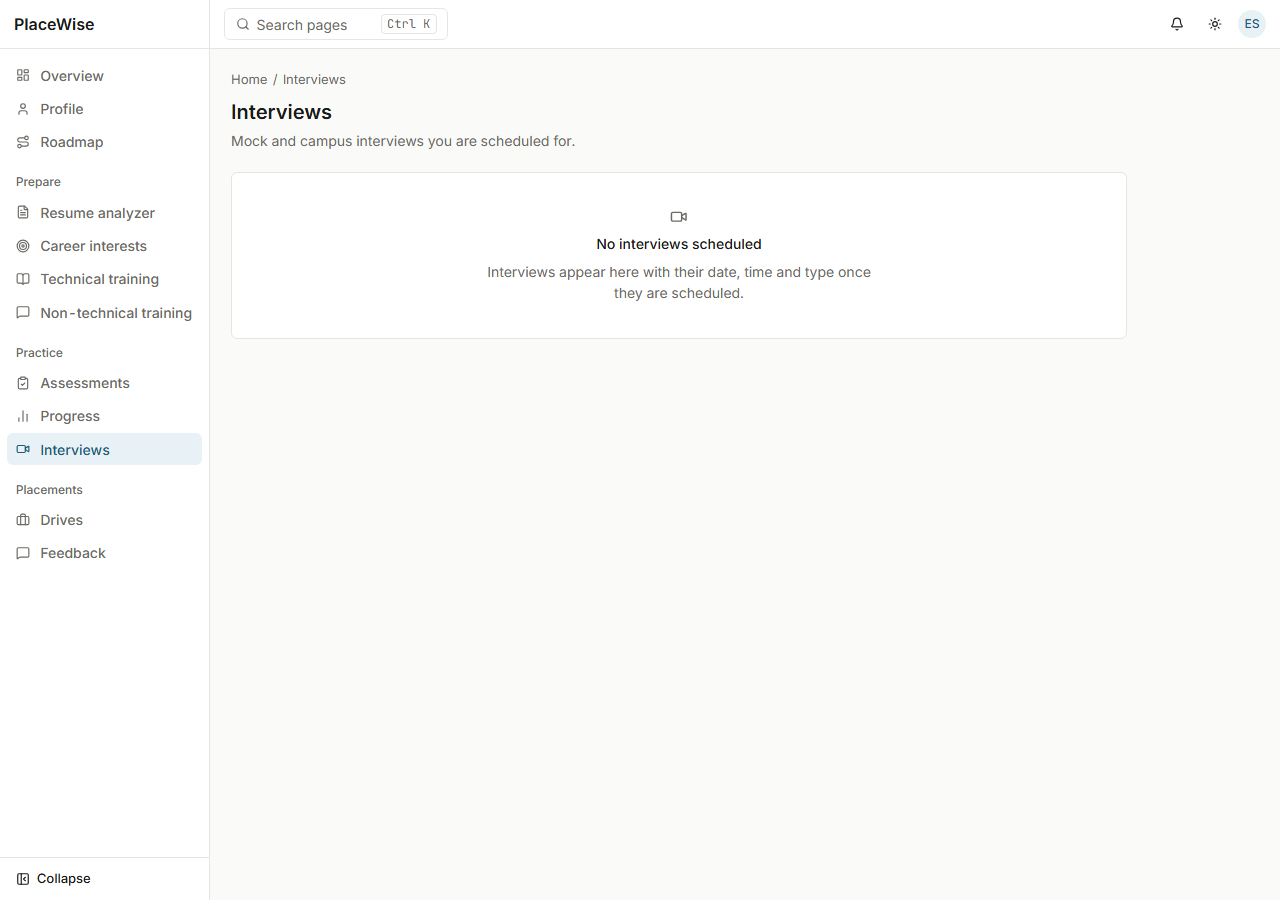 PlaceWise
Search pages
Ctrl K
ES
Overview
Profile
Roadmap
Prepare
Resume analyzer
Career interests
Technical training
Non-technical training
Practice
Assessments
Progress
Interviews
Placements
Drives
Feedback
Collapse
Home / Interviews
Interviews
Mock and campus interviews you are scheduled for.
No interviews scheduled
Interviews appear here with their date, time and type once
they are scheduled.